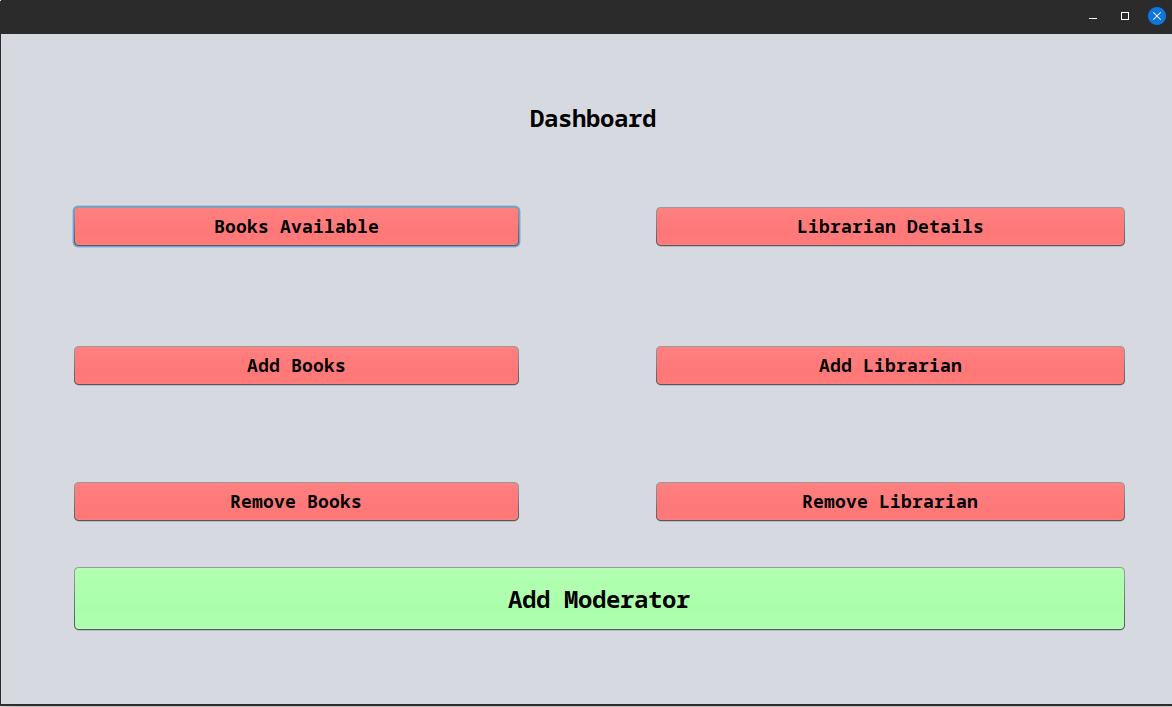 Dashboard
Books Available
Librarian Details
Add Books
Add Librarian
Remove Books
Remove Librarian
Add Moderator